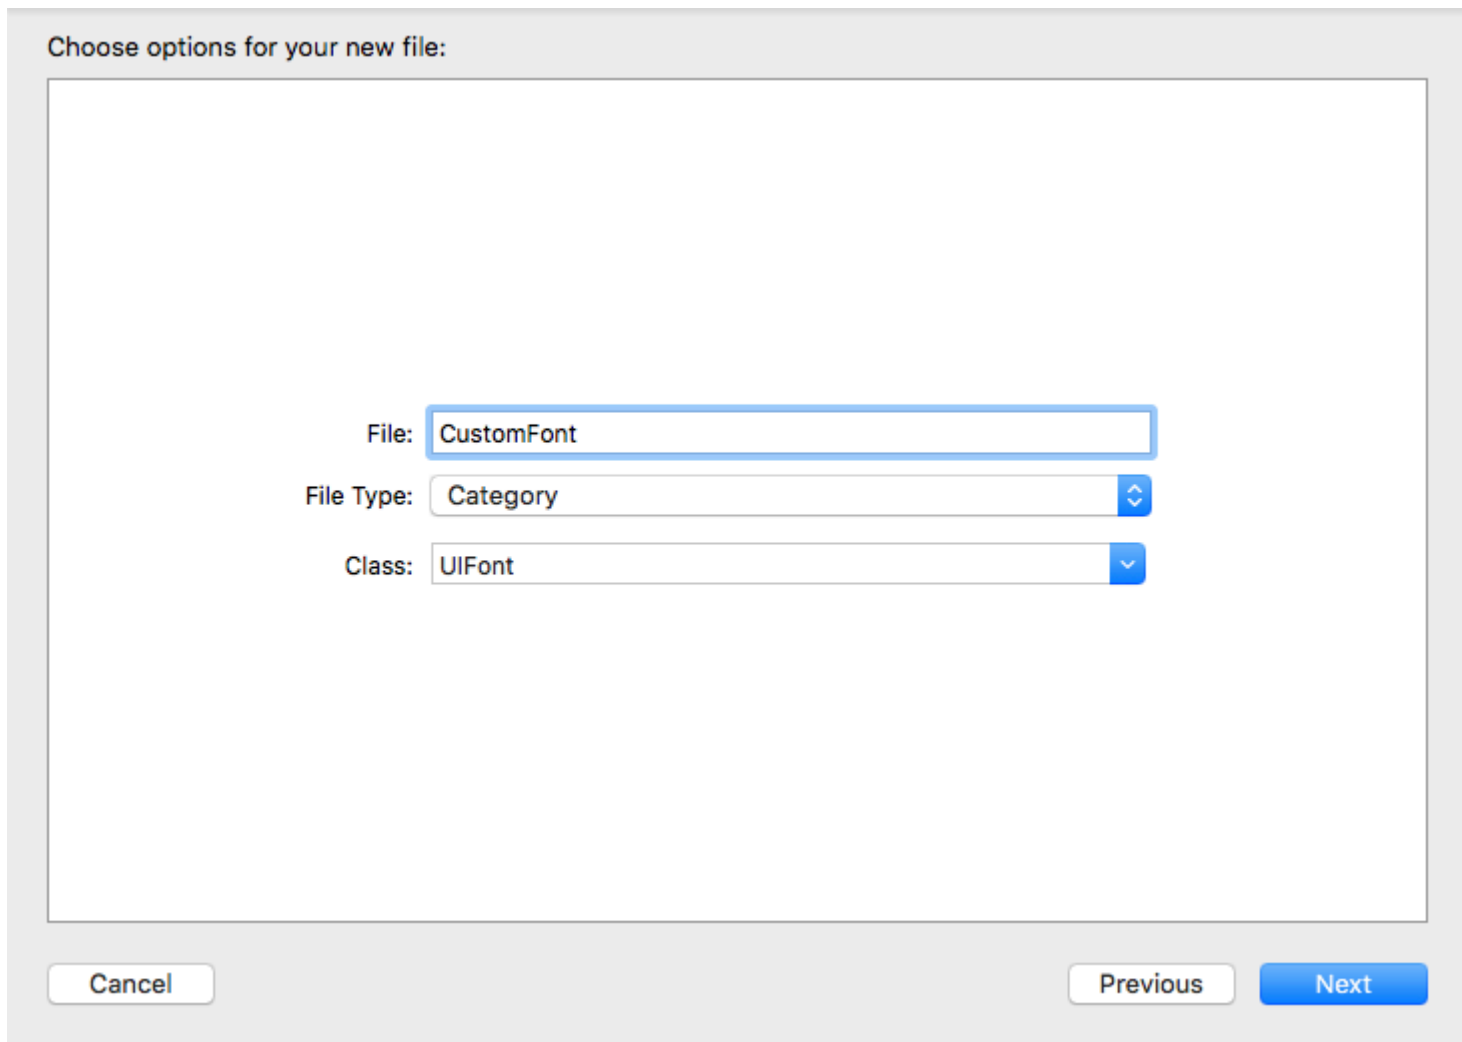 Choose options for your new file:
File: CustomFont
File Type: Category
Class: UIFont
Cancel Previous Next